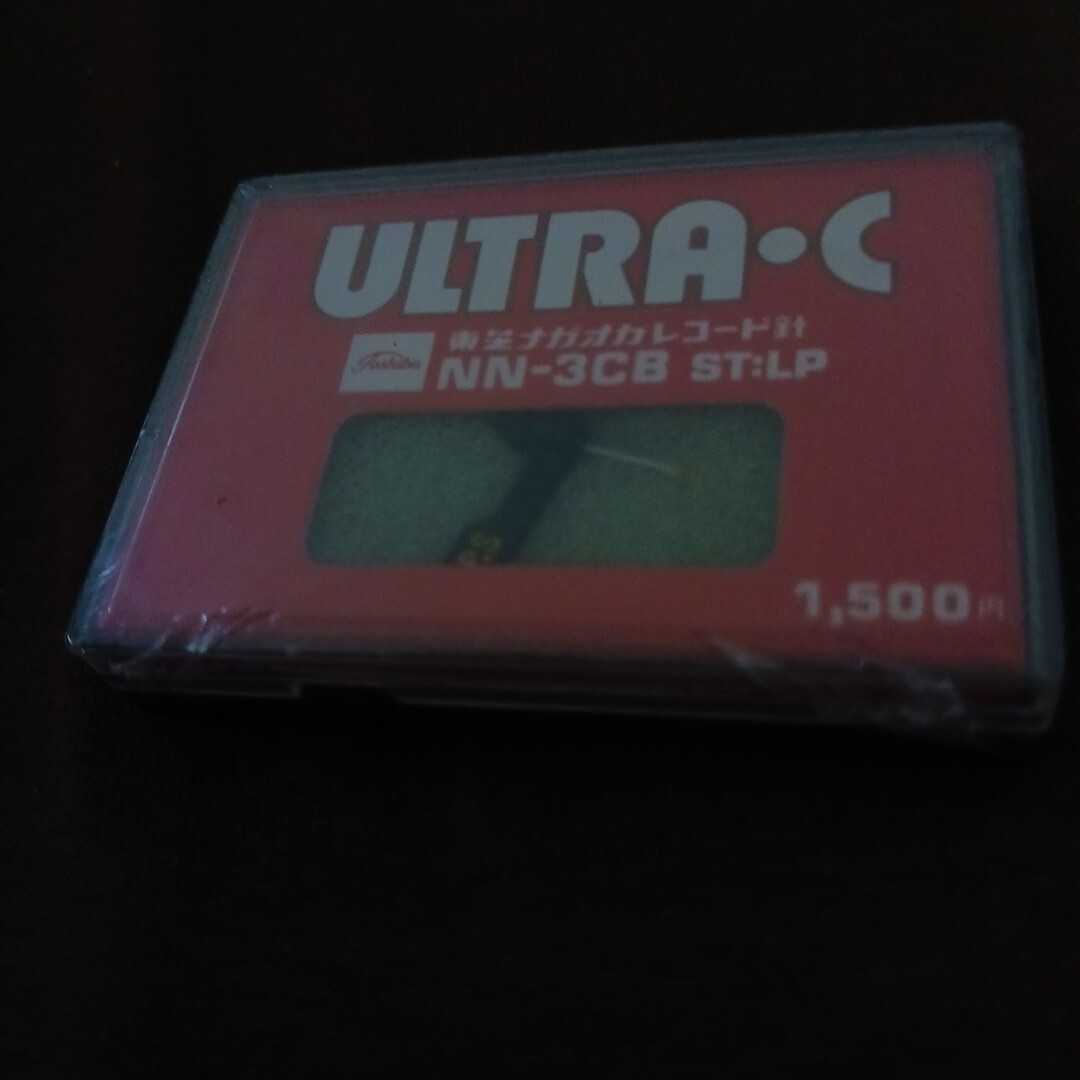 ULTRA•C
東芝ナガオカレコード針
Toshiba
NN-3CB ST:LP
1,500円